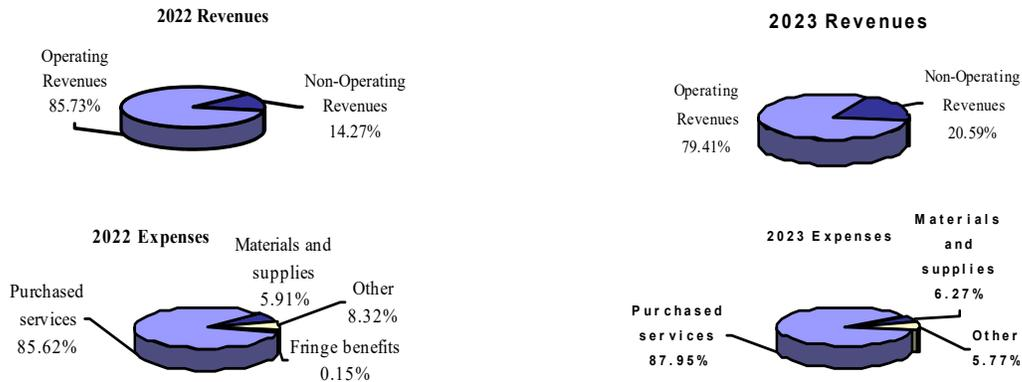 2022 Revenues
Operating
Revenues
85.73%
Non-Operating
Revenues
14.27%
2023 Revenues
Operating
Revenues
79.41%
Non-Operating
Revenues
20.59%
2022 Expenses
Purchased
services
85.62%
Materials and
supplies
5.91%
Other
8.32%
Fringe benefits
0.15%
2023 Expenses
Purchased
services
87.95%
Materials
and
supplies
6.27%
Other
5.77%